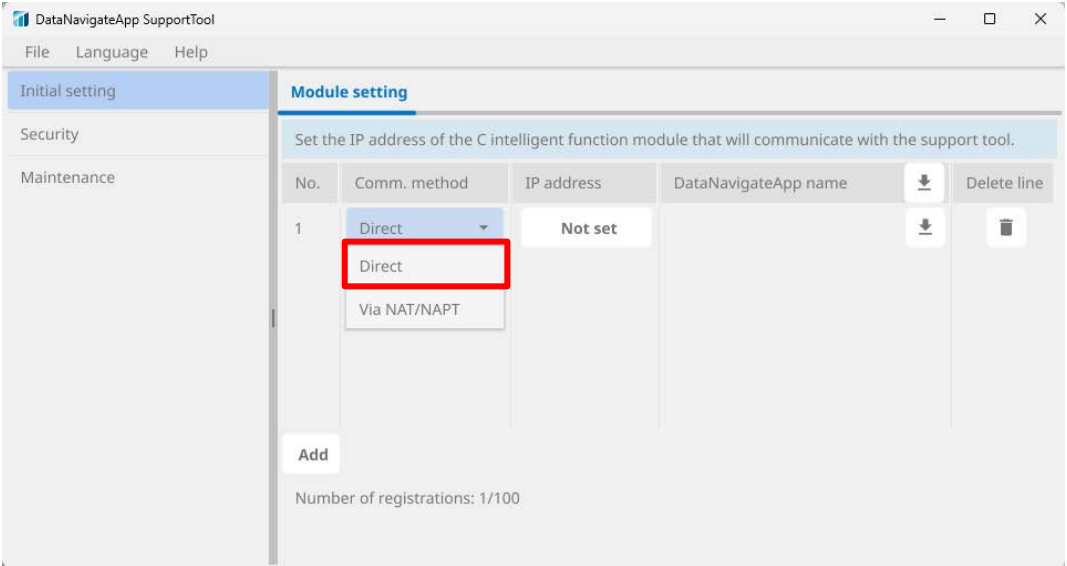 DataNavigateApp SupportTool
File Language Help
Initial setting
Security
Maintenance
Module setting
Set the IP address of the C intelligent function module that will communicate with the support tool.
No. Comm. method IP address DataNavigateApp name Delete line
1 Direct Not set
Direct
Via NAT/NAPT
Add
Number of registrations: 1/100